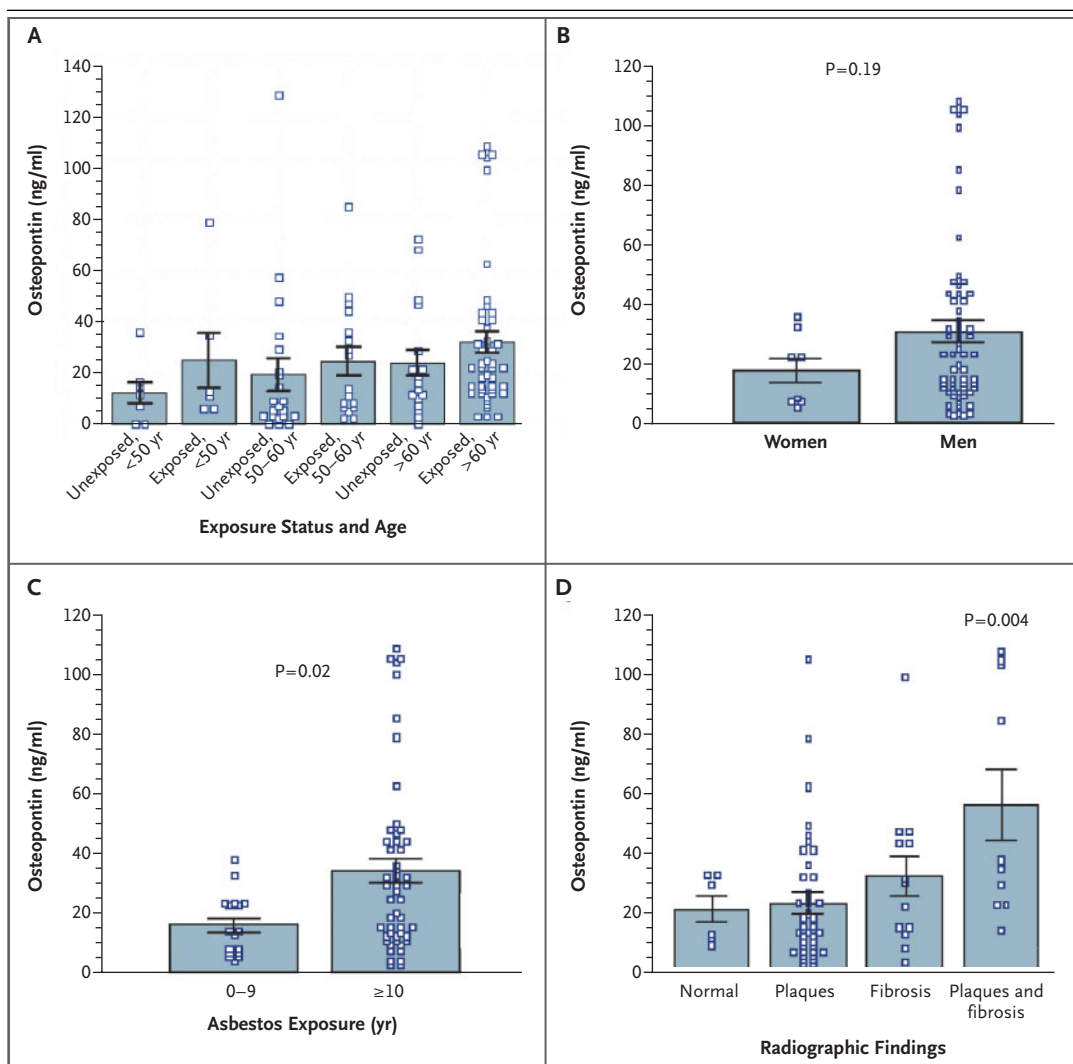 A
140
120
100
80
60
40
20
0
Osteopontin (ng/ml)
Unexposed,
<50 yr
Exposed,
<50 yr
Unexposed,
50–60 yr
Exposed,
50–60 yr
Unexposed,
>60 yr
Exposed,
>60 yr
Exposure Status and Age
B
P=0.19
120
100
80
60
40
20
0
Osteopontin (ng/ml)
Women
Men
C
P=0.02
120
100
80
60
40
20
0
Osteopontin (ng/ml)
0–9
≥10
Asbestos Exposure (yr)
D
P=0.004
120
100
80
60
40
20
0
Osteopontin (ng/ml)
Normal
Plaques
Fibrosis
Plaques and
fibrosis
Radiographic Findings